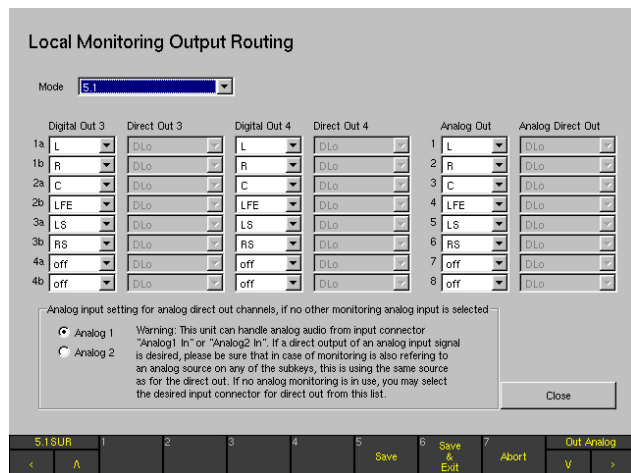 Local Monitoring Output Routing
Mode 5.1
Digital Out 3 Direct Out 3 Digital Out 4 Direct Out 4 Analog Out Analog Direct Out
1a L DLo L DLo 1 L DLo
1b R DLo R DLo 2 R DLo
2a C DLo C DLo 3 C DLo
2b LFE DLo LFE DLo 4 LFE DLo
3a LS DLo LS DLo 5 LS DLo
3b RS DLo RS DLo 6 RS DLo
4a off DLo off DLo 7 off DLo
4b off DLo off DLo 8 off DLo
Analog input setting for analog direct out channels, if no other monitoring analog input is selected
Analog 1
Analog 2
Warning: This unit can handle analog audio from input connector
"Analog1 In" or "Analog2 In". If a direct output of an analog input signal
is desired, please be sure that in case of monitoring is also refering to
an analog source on any of the subkeys, this is using the same source
as for the direct out. If no analog monitoring is in use, you may select
the desired input connector for direct out from this list.
Close
5.1SUR 1 2 3 4 5 Save 6 Save & Exit 7 Abort Out Analog
< Λ V >